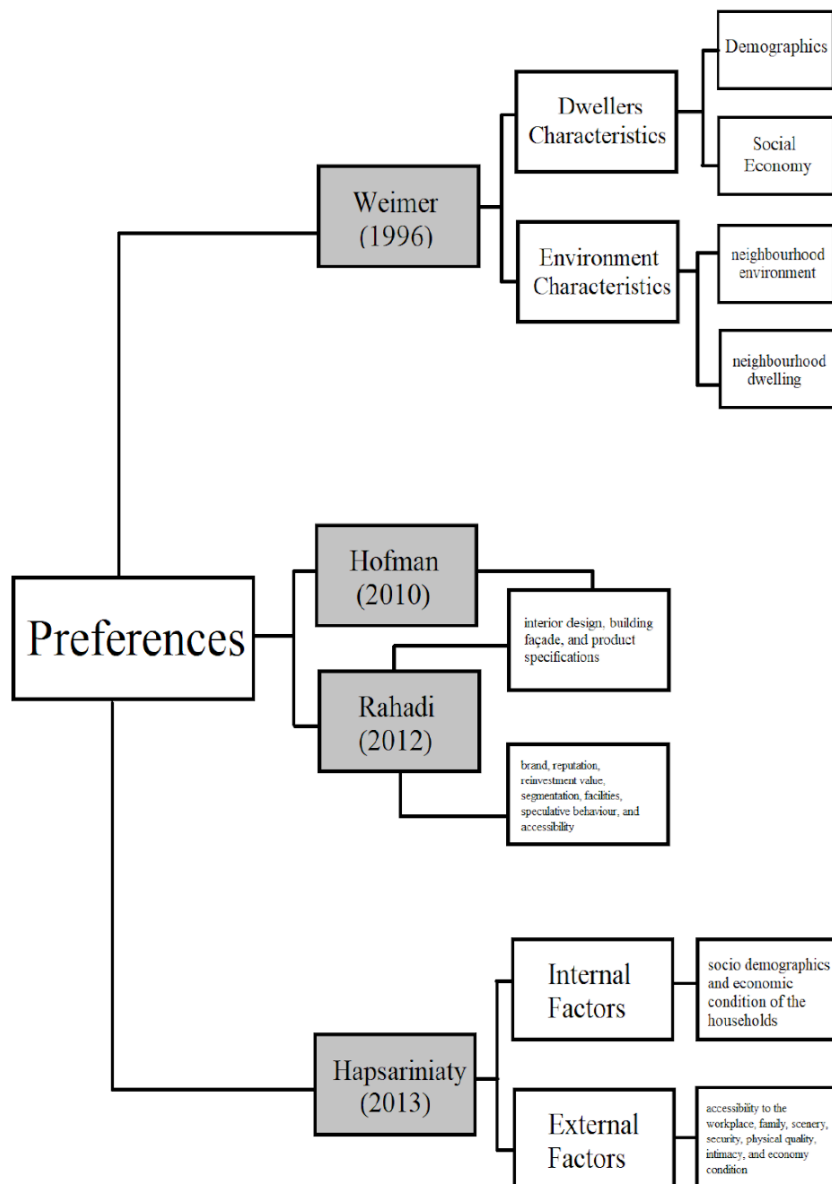 Demographics
Dwellers
Characteristics
Social
Economy
Weimer
(1996)
Environment
Characteristics
neighbourhood
environment
neighbourhood
dwelling
Preferences
Hofman
(2010)
interior design, building
façade, and product
specifications
Rahadi
(2012)
brand, reputation,
reinvestment value,
segmentation, facilities,
speculative behaviour, and
accessibility
Hapsariniaty
(2013)
Internal
Factors
socio demographics
and economic
condition of the
households
External
Factors
accessibility to the
workplace, family, scenery,
security, physical quality,
intimacy, and economy
condition